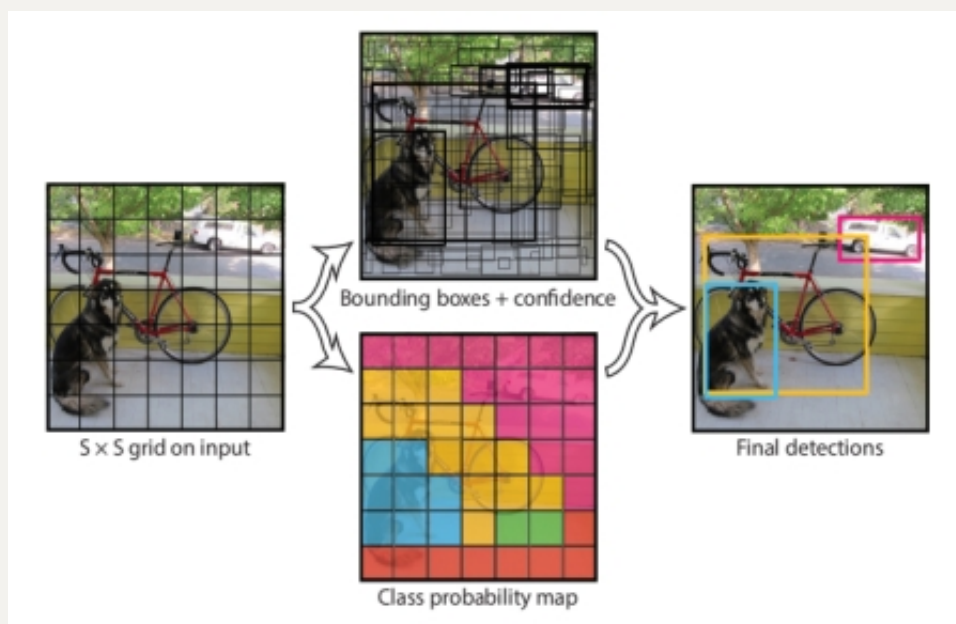 Bounding boxes + confidence
S × S grid on input
Final detections
Class probability map